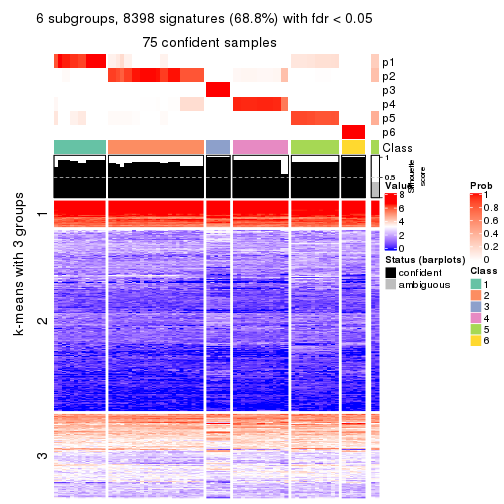 6 subgroups, 8398 signatures (68.8%) with fdr < 0.05
75 confident samples
p1
p2
p3
p4
p5
p6
Class
1
0.5
Silhouette
score
k-means with 3 groups
1
2
3
Value
8
6
4
2
0
Status (barplots)
confident
ambiguous
Prob
1
0.8
0.6
0.4
0.2
0
Class
1
2
3
4
5
6